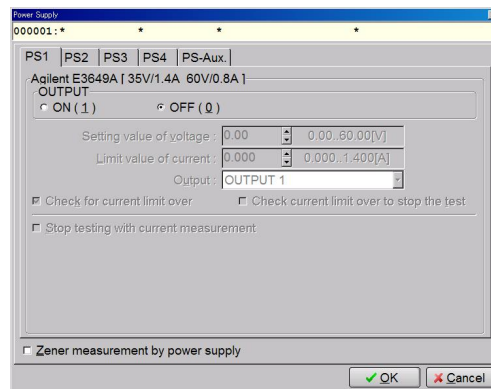 Power Supply
000001:* * * *
PS1 PS2 PS3 PS4 PS-Aux.
Agilent E3649A [ 35V/1.4A 60V/0.8A ]
OUTPUT
ON ( 1 ) OFF ( 0 )
Setting value of voltage : 0.00 0.00..60.00[V]
Limit value of current : 0.000 0.000..1.400[A]
Output : OUTPUT 1
Check for current limit over Check current limit over to stop the test
Stop testing with current measurement
Zener measurement by power supply
OK Cancel